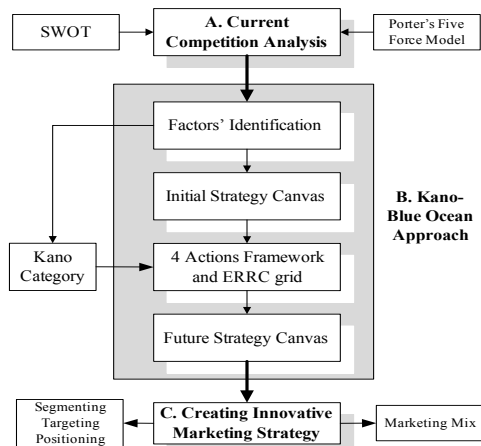 SWOT
A. Current
Competition Analysis
Porter's Five
Force Model
Factors' Identification
Initial Strategy Canvas
B. Kano-
Blue Ocean
Approach
Kano
Category
4 Actions Framework
and ERRC grid
Future Strategy Canvas
Segmenting
Targeting
Positioning
C. Creating Innovative
Marketing Strategy
Marketing Mix